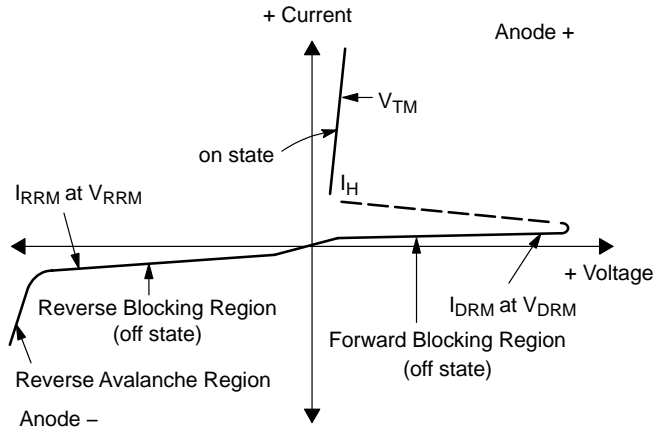 + Current
Anode +
VTM
on state
IH
IRRM at VRRM
+ Voltage
Reverse Blocking Region
(off state)
IDRM at VDRM
Forward Blocking Region
(off state)
Reverse Avalanche Region
Anode −